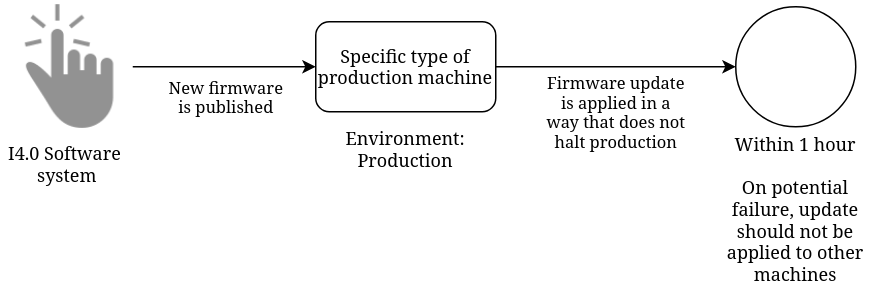 I4.0 Software
system
New firmware
is published
Specific type of
production machine
Environment:
Production
Firmware update
is applied in a
way that does not
halt production
Within 1 hour
On potential
failure, update
should not be
applied to other
machines